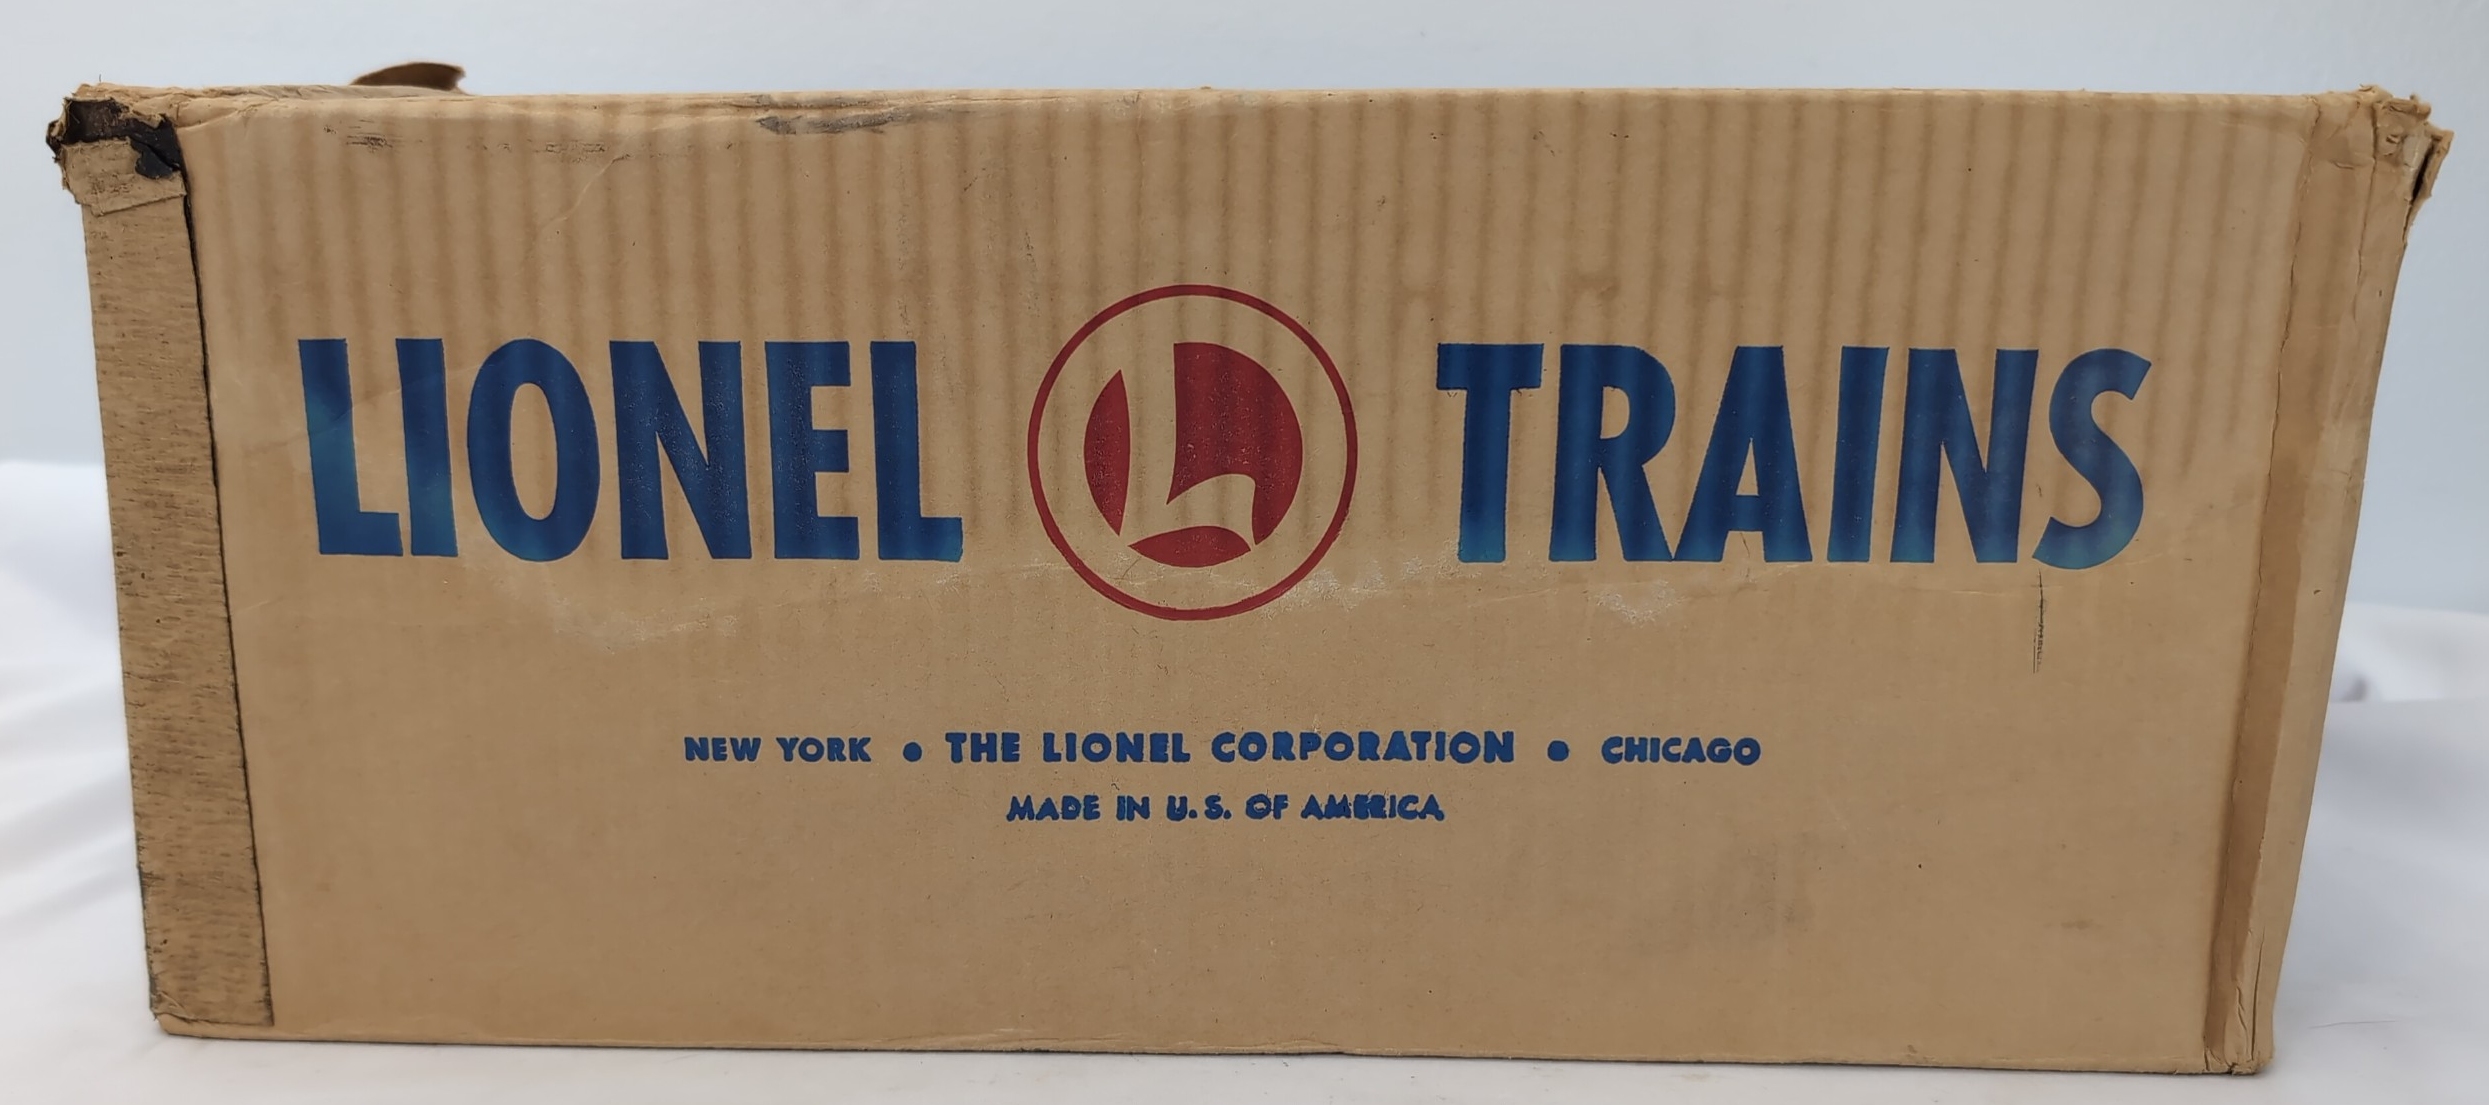 LIONEL L TRAINS
NEW YORK • THE LIONEL CORPORATION • CHICAGO
MADE IN U.S. OF AMERICA